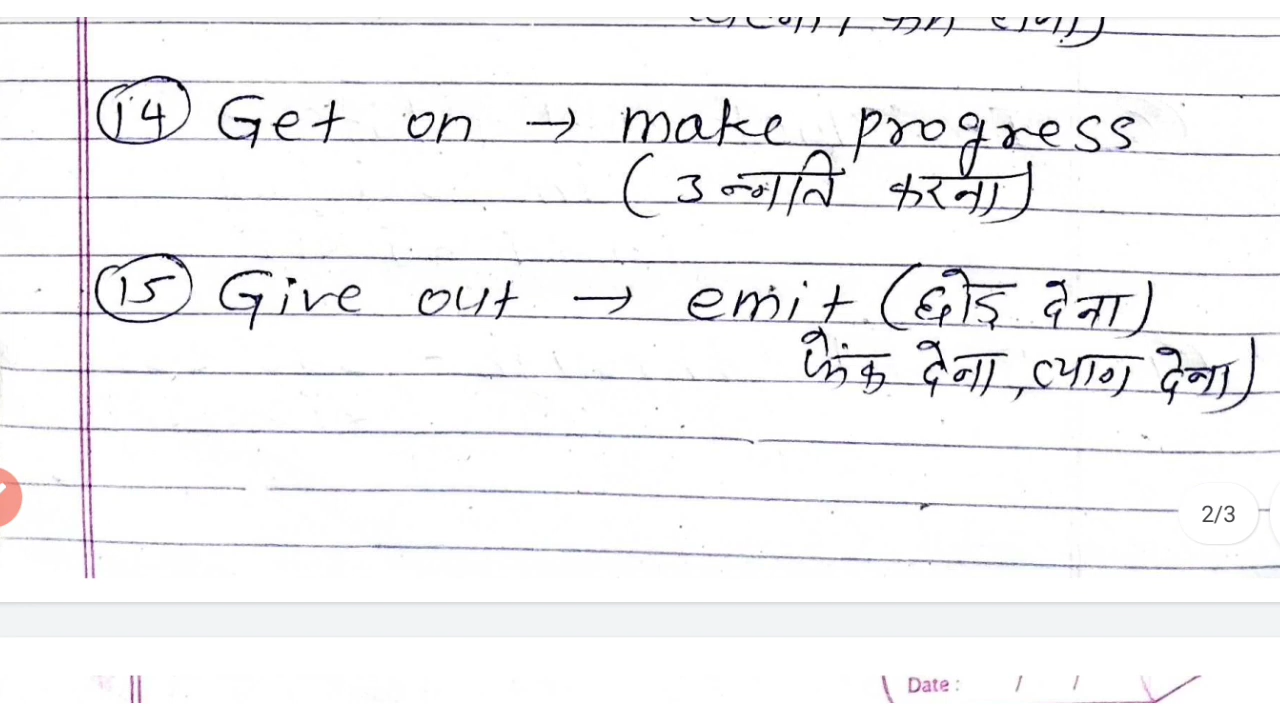 14 Get on → make progress
(उन्नति करना)
15 Give out → emit (छोड़ देना)
फेंक देना, त्याग देना)
2/3
Date : / /